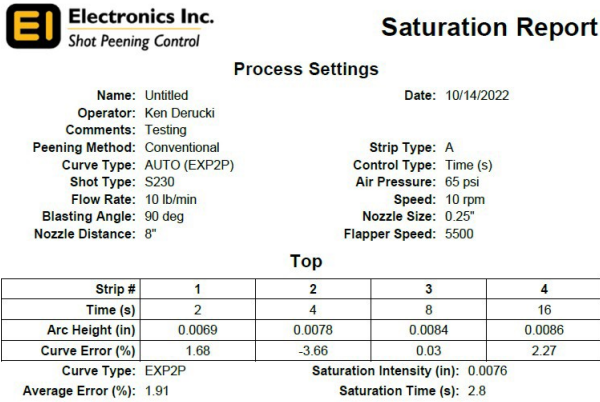 EI Electronics Inc.
Shot Peening Control
Saturation Report
Process Settings
Name: Untitled Date: 10/14/2022
Operator: Ken Derucki
Comments: Testing
Peening Method: Conventional Strip Type: A
Curve Type: AUTO (EXP2P) Control Type: Time (s)
Shot Type: S230 Air Pressure: 65 psi
Flow Rate: 10 lb/min Speed: 10 rpm
Blasting Angle: 90 deg Nozzle Size: 0.25"
Nozzle Distance: 8" Flapper Speed: 5500
Top
Strip # 1 2 3 4
Time (s) 2 4 8 16
Arc Height (in) 0.0069 0.0078 0.0084 0.0086
Curve Error (%) 1.68 -3.66 0.03 2.27
Curve Type: EXP2P Saturation Intensity (in): 0.0076
Average Error (%): 1.91 Saturation Time (s): 2.8